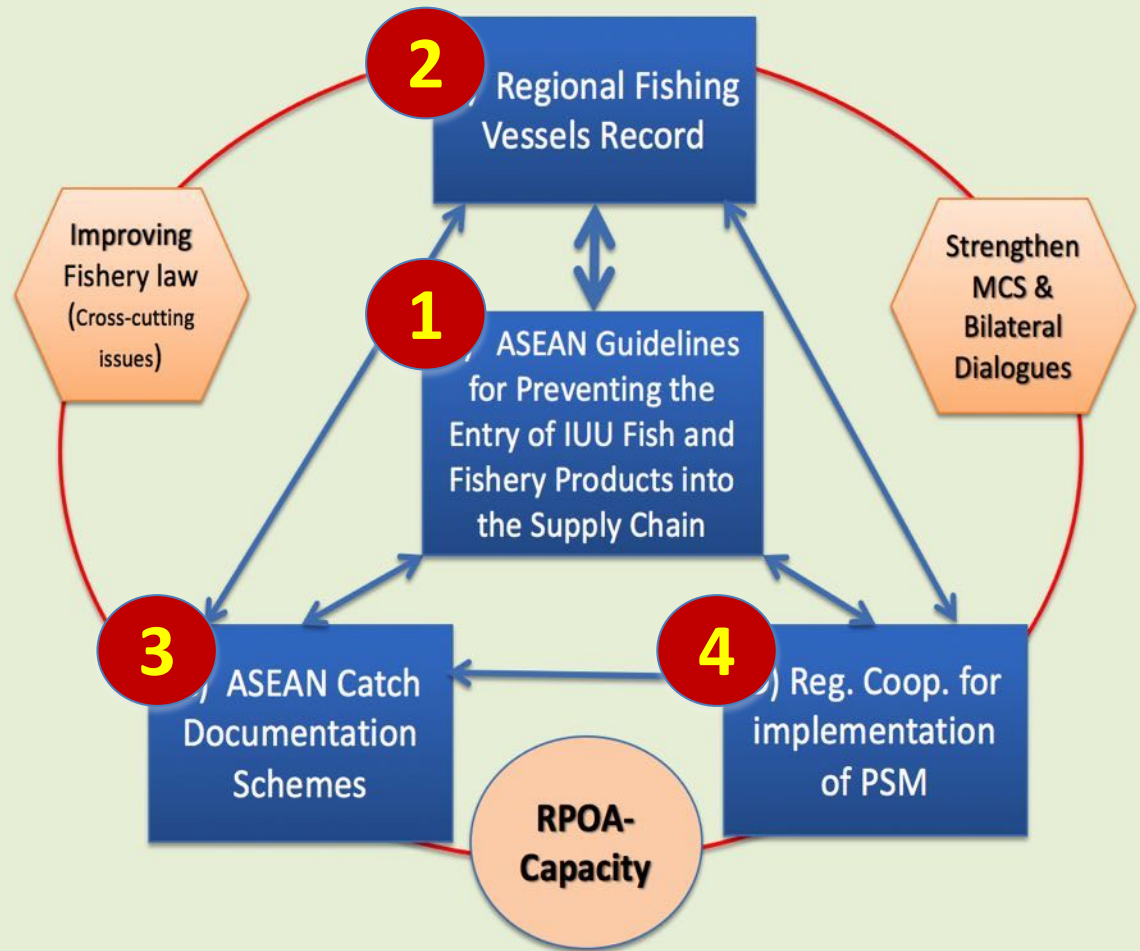 2
) Regional Fishing
Vessels Record
Improving
Fishery law
(Cross-cutting
issues)
Strengthen
MCS &
Bilateral
Dialogues
1
) ASEAN Guidelines
for Preventing the
Entry of IUU Fish and
Fishery Products into
the Supply Chain
3
) ASEAN Catch
Documentation
Schemes
4
) Reg. Coop. for
implementation
of PSM
RPOA-
Capacity